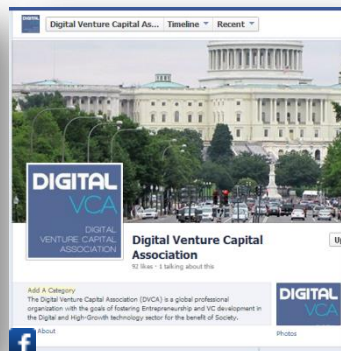 DIGITAL
Digital Venture Capital As...
Timeline
Recent
DIGITAL
VCA
DIGITAL
VENTURE CAPITAL
ASSOCIATION
Digital Venture Capital
Association
92 likes · 1 talking about this
Up
Add A Category
The Digital Venture Capital Association (DVCA) is a global professional
organization with the goals of fostering Entrepreneurship and VC development in
the Digital and High-Growth technology sector for the benefit of Society.
About
DIGITAL
VCA
Photos
f